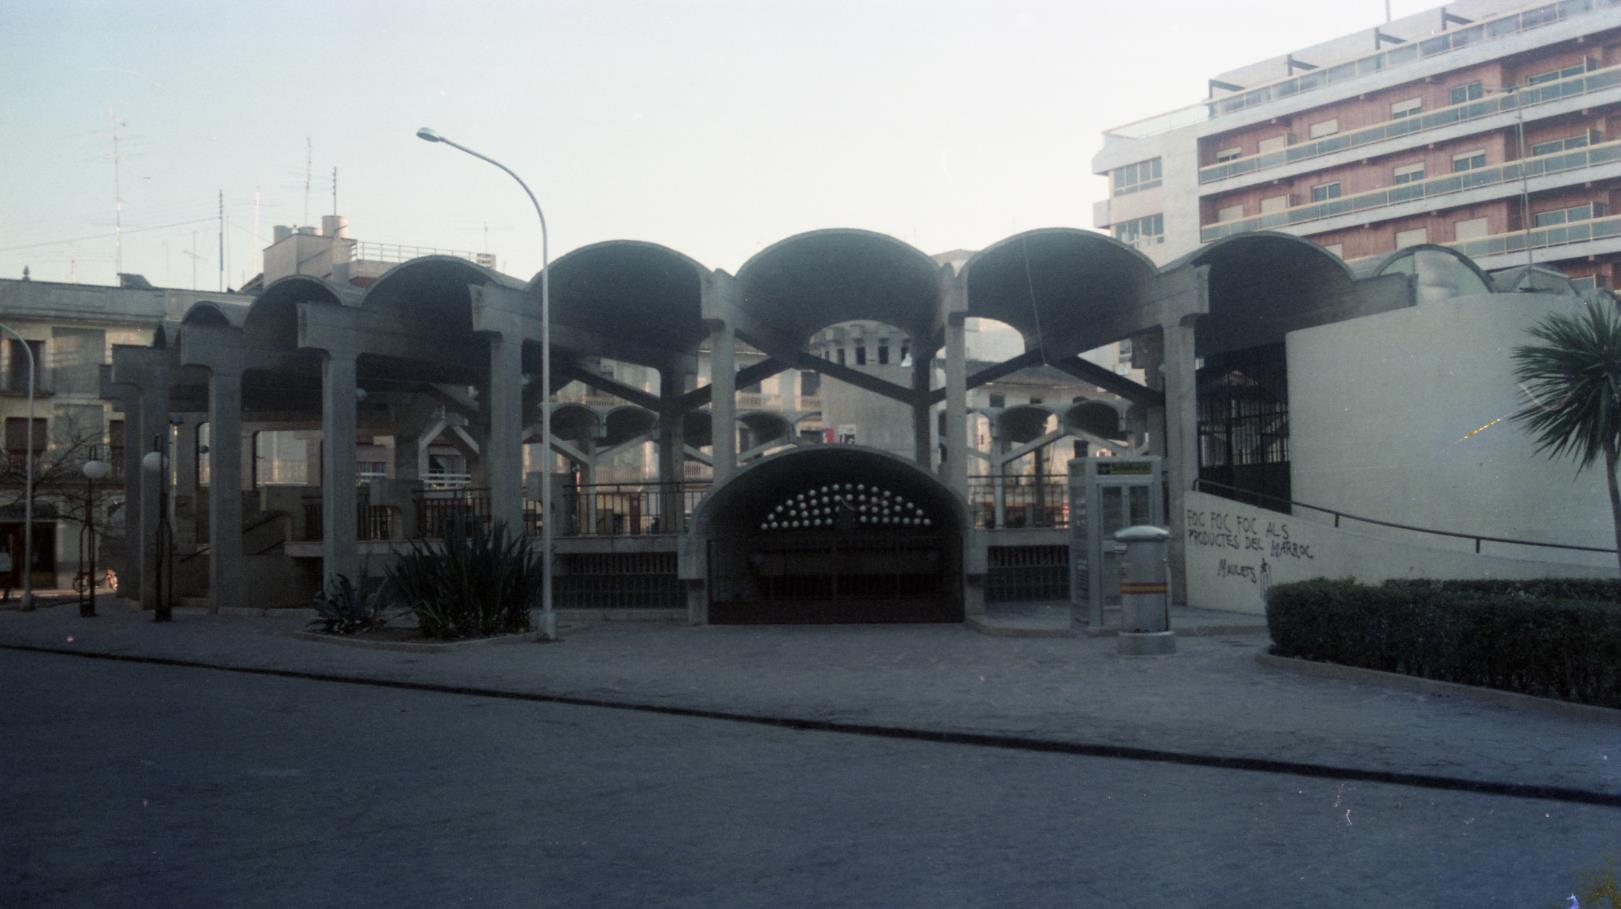 FOC FOC FOC ALS
PRODUCTES DEL MARROC
MAULETS